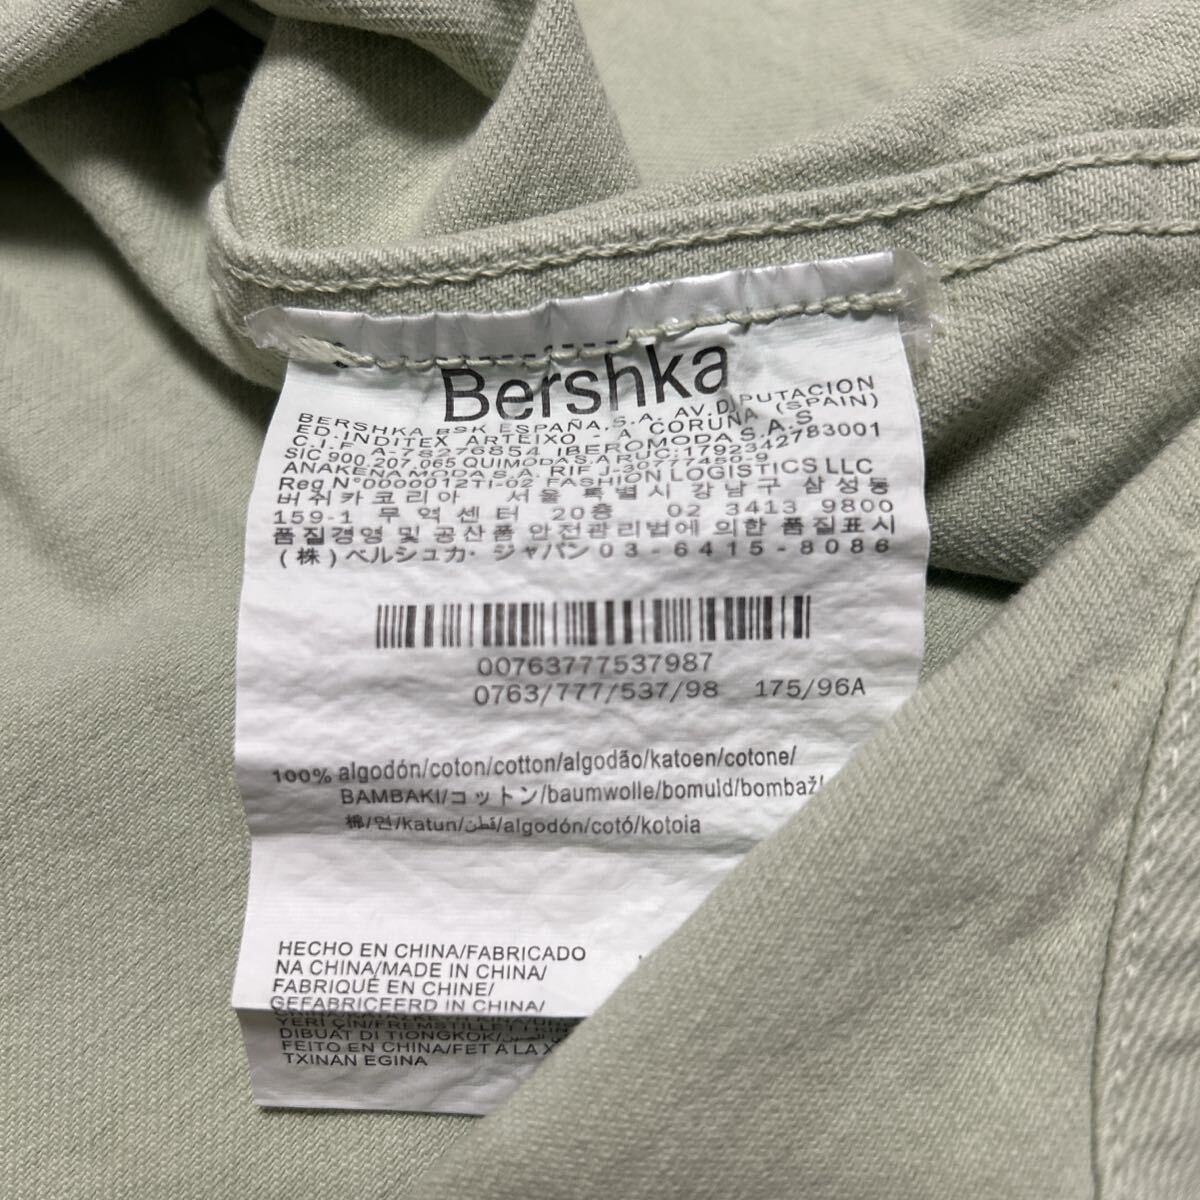 Bershka
BERSHKA BSK ESPAÑA,S.A. AV.DIPUTACION
ED.INDITEX ARTEIXO - A CORUÑA (SPAIN)
C.I.F. A-78276854 IBEROMODA S.A.S
SIC.900.207.065 QUIMODAS.A RUC:1792342783001
ANAKENA MODA S.A. RIF J-30777450-9
Reg Nº0000012TI-02 FASHION LOGISTICS LLC
버쉬카코리아 서울 특별시 강남구 삼성동
159-1 무역센터 20층 02 3413 9800
품질경영 및 공산품 안전관리법에 의한 품질표시
(株)ベルシュカ・ジャパン03-6415-8086
00763777537987
0763/777/537/98 175/96A
100% algodón/coton/cotton/algodão/katoen/cotone/
BAMBAKI/コットン/baumwolle/bomuld/bombaž/
棉/면/katun/قطن/algodón/cotó/kotoia
HECHO EN CHINA/FABRICADO
NA CHINA/MADE IN CHINA/
FABRIQUÉ EN CHINE/
GEFABRICEERD IN CHINA/
YERİ ÇİN/FREMSTILLET I
DIBUAT DI TIONGKOK/
FEITO EN CHINA/FET A LA X
TXINAN EGINA